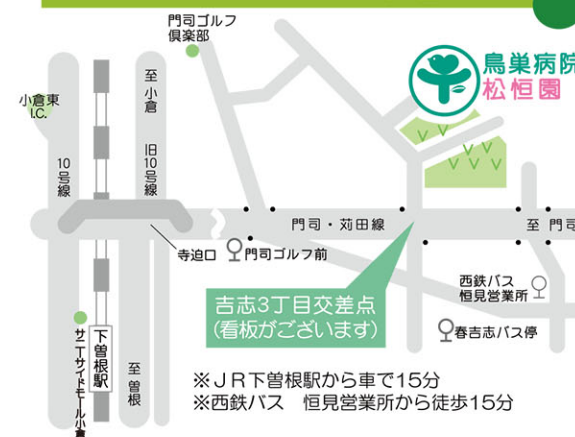 門司ゴルフ
倶楽部
鳥巣病院
松恒園
小倉東
I.C.
至小倉
10号線
旧10号線
門司・苅田線
至 門司
寺迫口
門司ゴルフ前
西鉄バス
恒見営業所
吉志3丁目交差点
(看板がございます)
春吉志バス停
サニーサイドモール小倉
下曽根駅
至曽根
※JR下曽根駅から車で15分
※西鉄バス 恒見営業所から徒歩15分